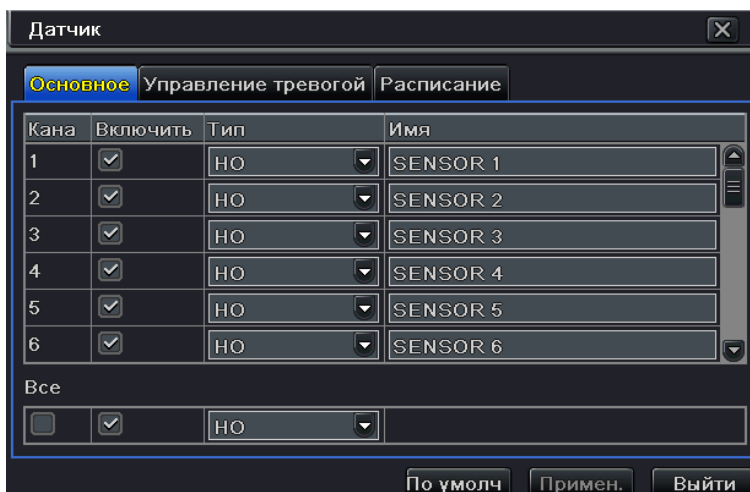 Датчик
Основное Управление тревогой Расписание
Кана Включить Тип Имя
1 НО SENSOR 1
2 НО SENSOR 2
3 НО SENSOR 3
4 НО SENSOR 4
5 НО SENSOR 5
6 НО SENSOR 6
Все
НО
По умолч Примен. Выйти